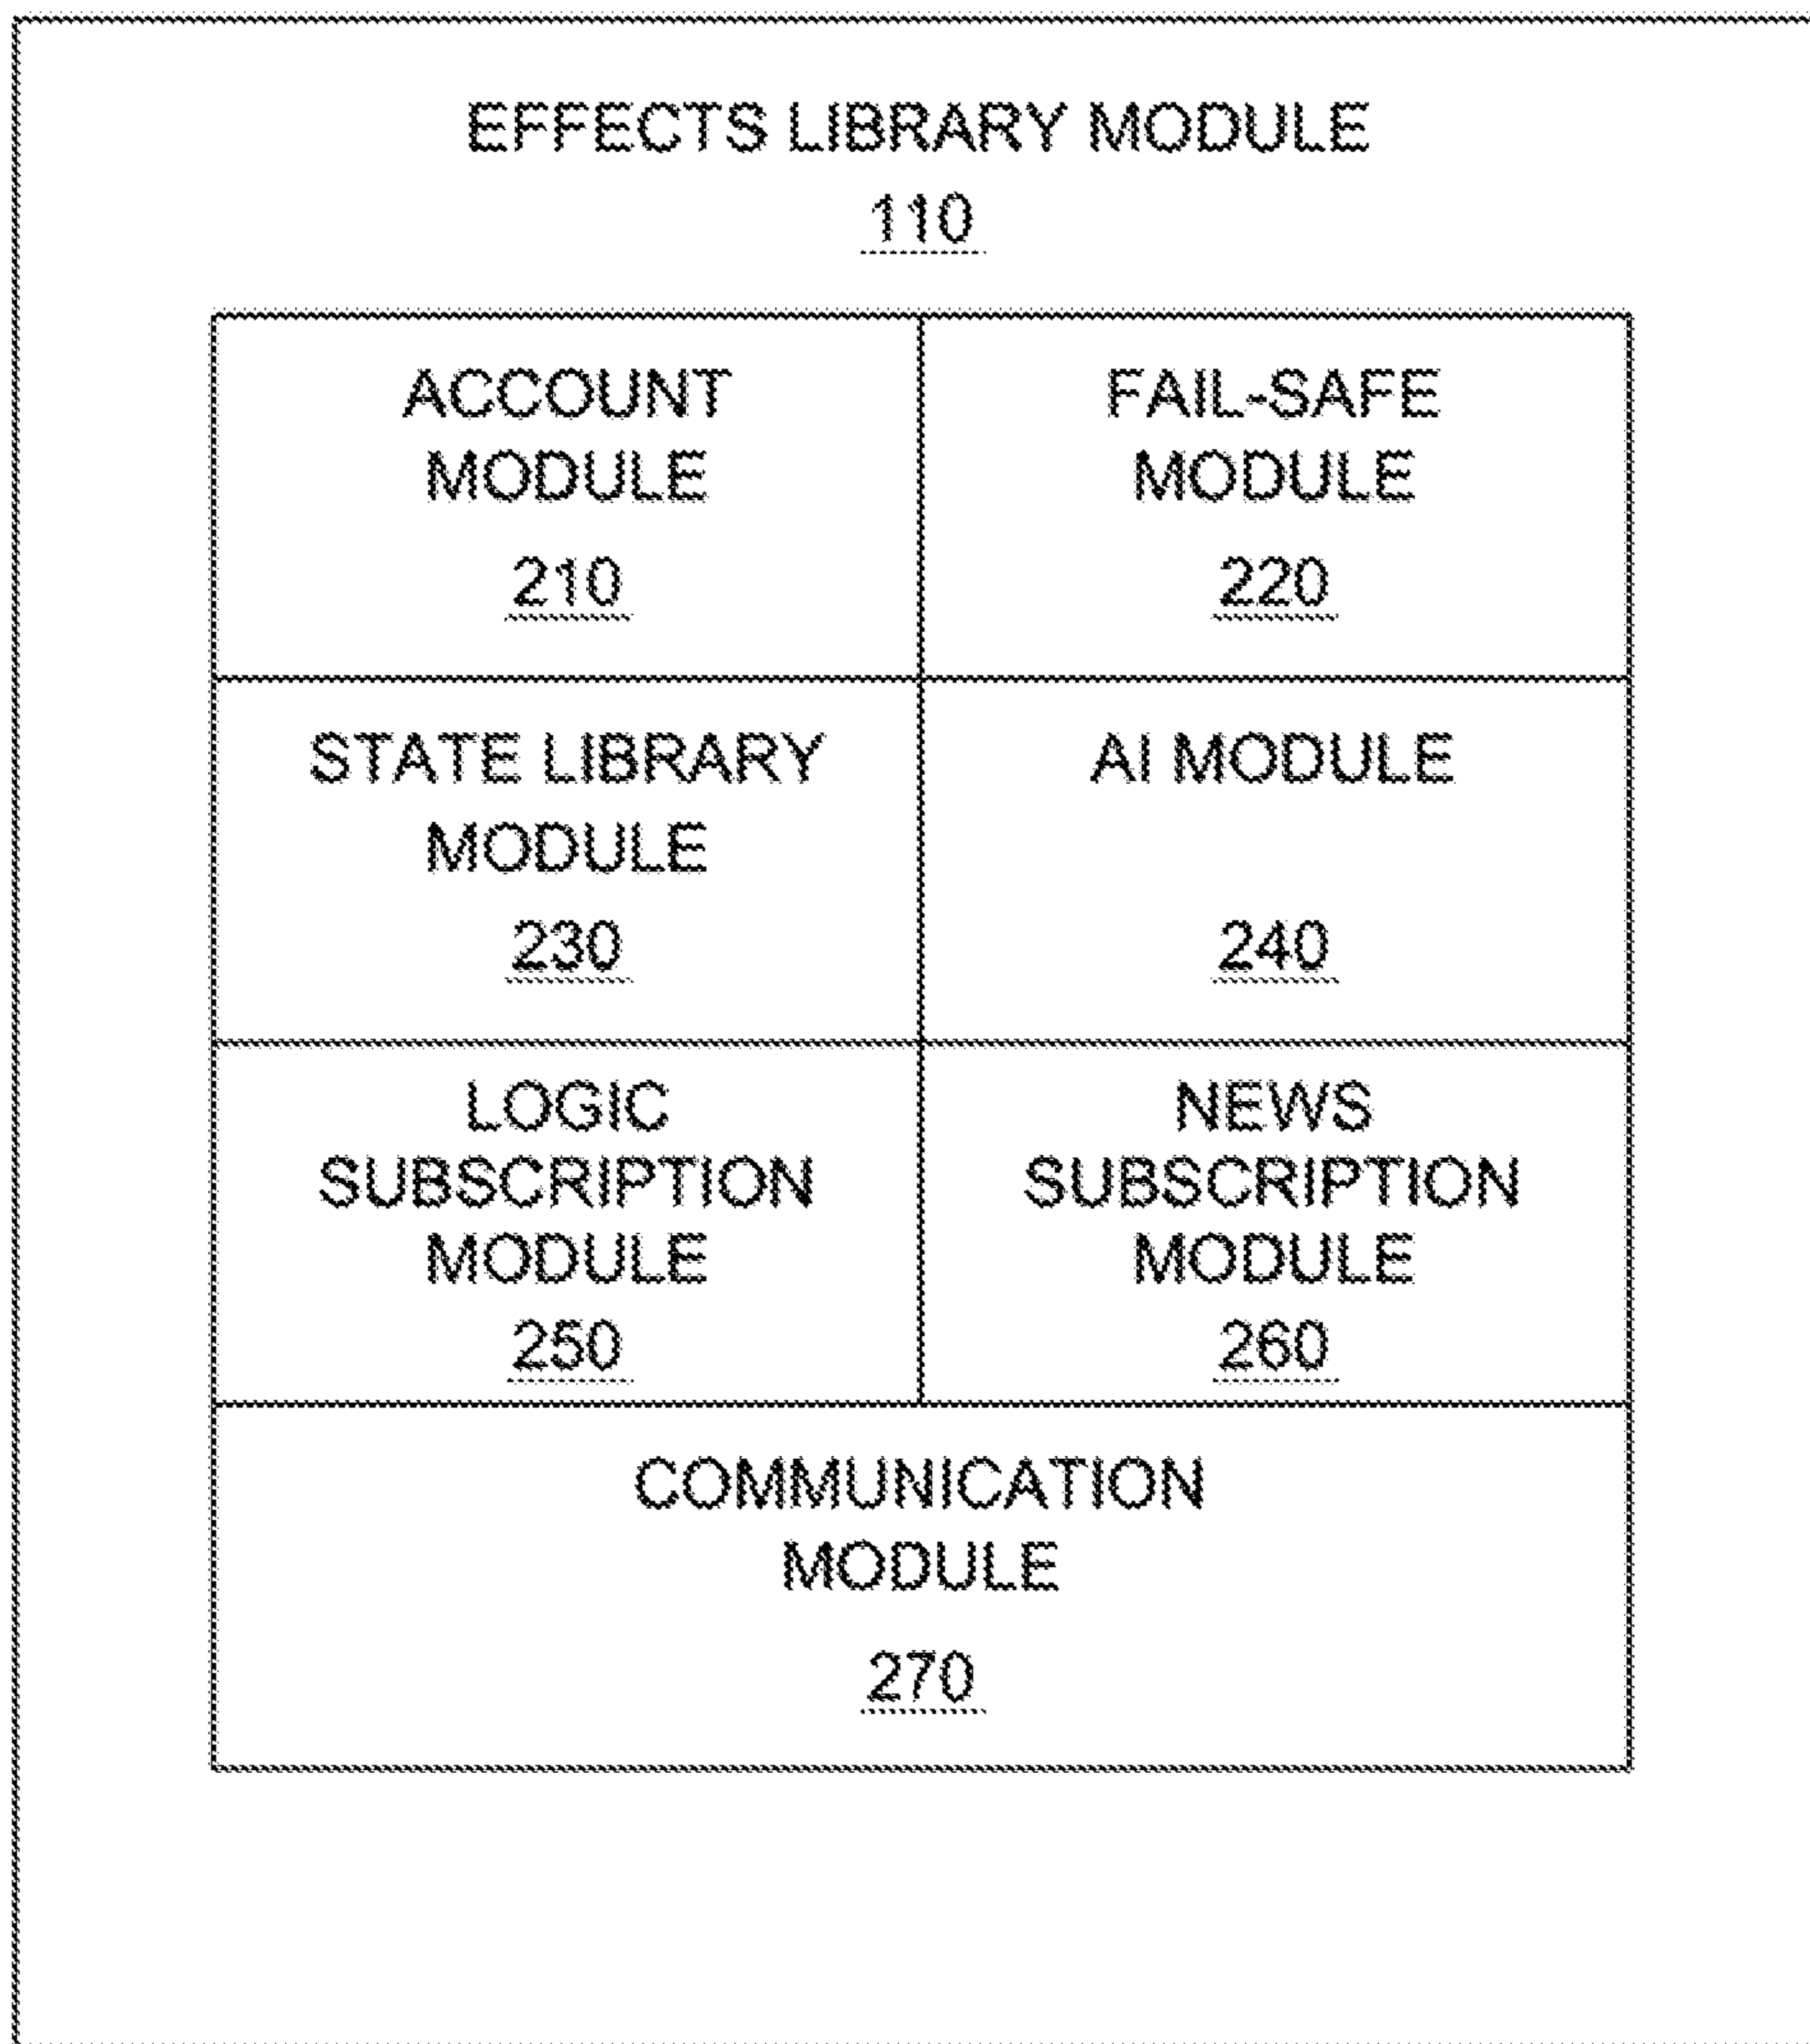 EFFECTS LIBRARY MODULE
110
ACCOUNT
MODULE
210
FAIL-SAFE
MODULE
220
STATE LIBRARY
MODULE
230
AI MODULE
240
LOGIC
SUBSCRIPTION
MODULE
250
NEWS
SUBSCRIPTION
MODULE
260
COMMUNICATION
MODULE
270